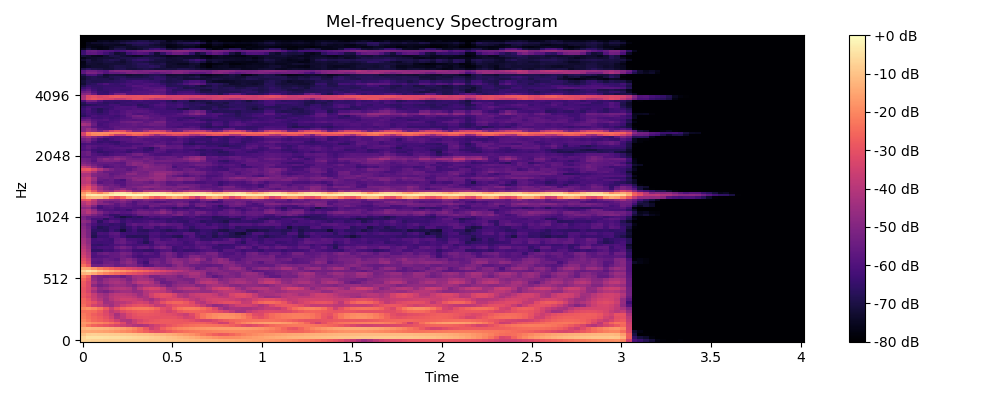 Mel-frequency Spectrogram
Hz
4096
2048
1024
512
0
0
0.5
1
1.5
2
2.5
3
3.5
4
Time
+0 dB
-10 dB
-20 dB
-30 dB
-40 dB
-50 dB
-60 dB
-70 dB
-80 dB